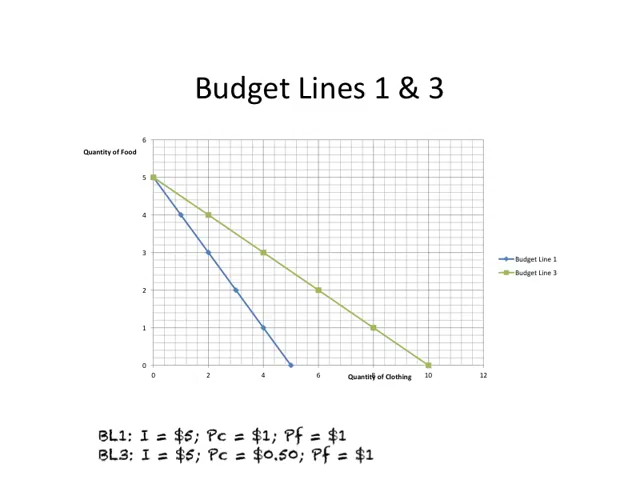 Budget Lines 1 & 3
6
Quantity of Food
5
4
3
2
1
0
0 2 4 6 8 10 12
Quantity of Clothing
Budget Line 1
Budget Line 3
BL1: I = $5; Pc = $1; Pf = $1
BL3: I = $5; Pc = $0.50; Pf = $1